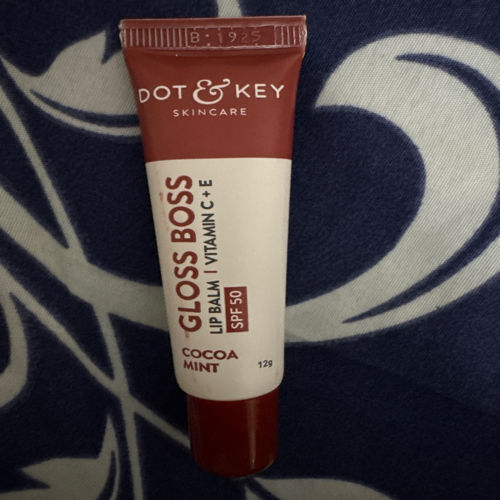 B: 1925
DOT & KEY
SKINCARE
GLOSS BOSS
LIP BALM | VITAMIN C + E
SPF 50
COCOA
MINT
12g